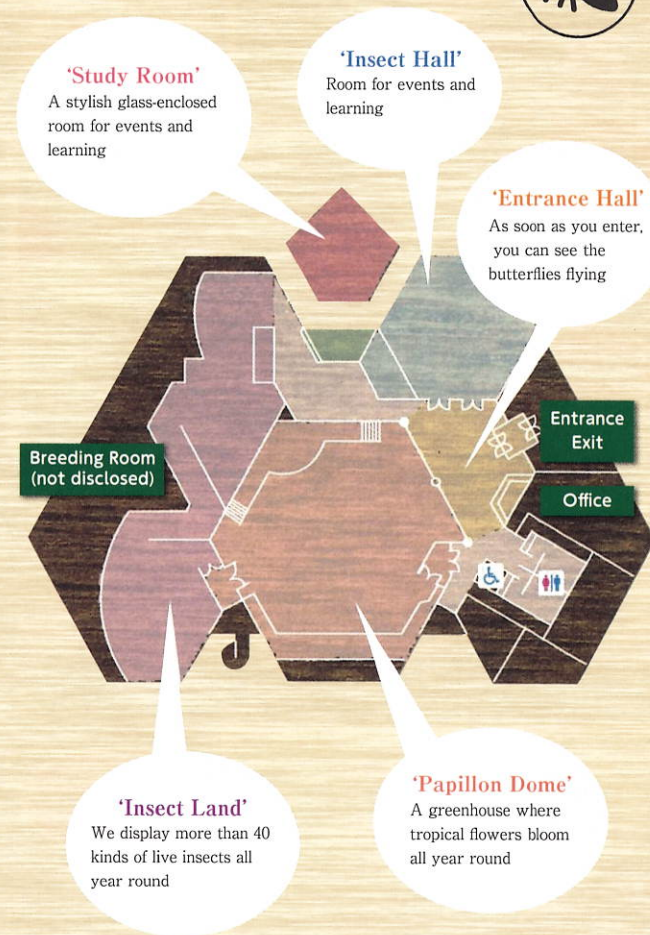 ‘Study Room’
A stylish glass-enclosed
room for events and
learning
‘Insect Hall’
Room for events and
learning
‘Entrance Hall’
As soon as you enter,
you can see the
butterflies flying
Entrance
Exit
Breeding Room
(not disclosed)
Office
‘Insect Land’
We display more than 40
kinds of live insects all
year round
‘Papillon Dome’
A greenhouse where
tropical flowers bloom
all year round